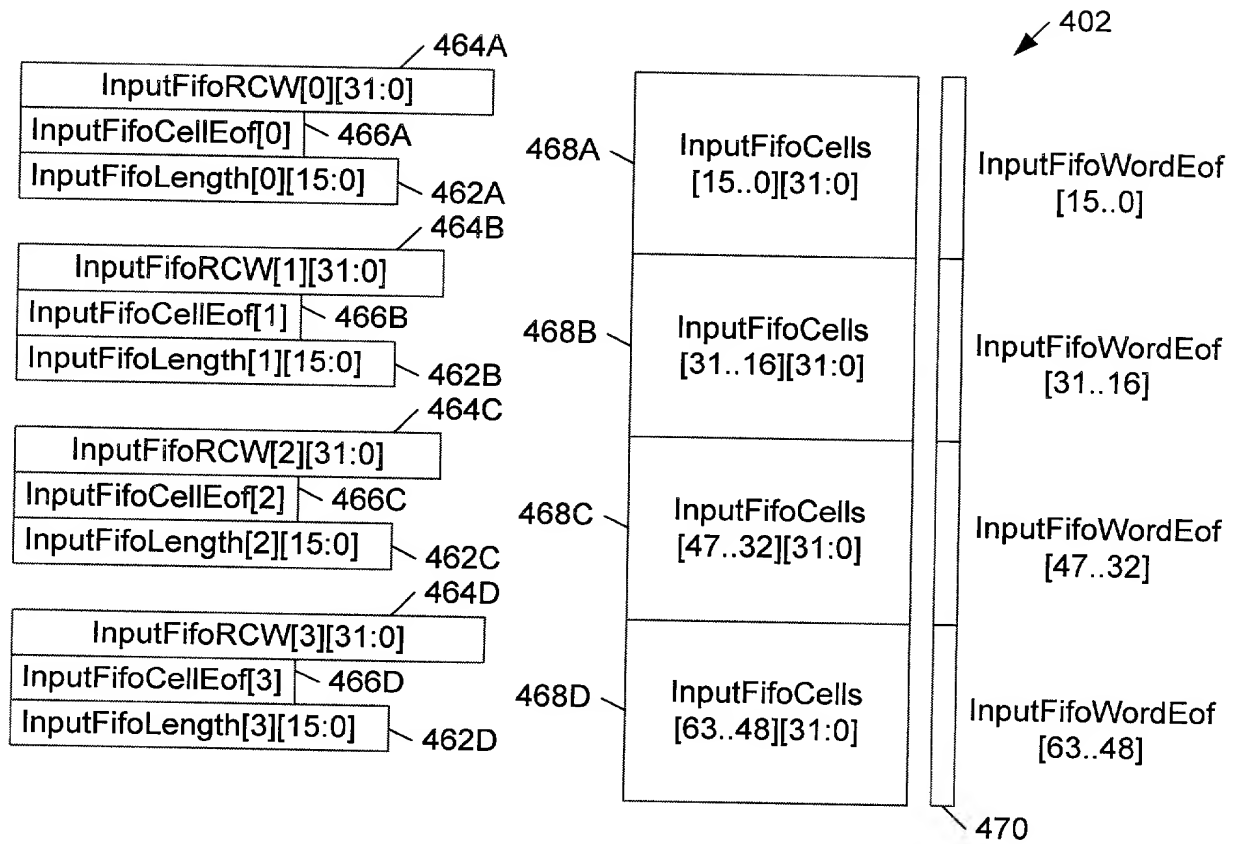 402
464A
InputFifoRCW[0][31:0]
InputFifoCellEof[0]
466A
InputFifoLength[0][15:0]
462A
464B
InputFifoRCW[1][31:0]
InputFifoCellEof[1]
466B
InputFifoLength[1][15:0]
462B
464C
InputFifoRCW[2][31:0]
InputFifoCellEof[2]
466C
InputFifoLength[2][15:0]
462C
464D
InputFifoRCW[3][31:0]
InputFifoCellEof[3]
466D
InputFifoLength[3][15:0]
462D
468A
InputFifoCells
[15..0][31:0]
InputFifoWordEof
[15..0]
468B
InputFifoCells
[31..16][31:0]
InputFifoWordEof
[31..16]
468C
InputFifoCells
[47..32][31:0]
InputFifoWordEof
[47..32]
468D
InputFifoCells
[63..48][31:0]
InputFifoWordEof
[63..48]
470